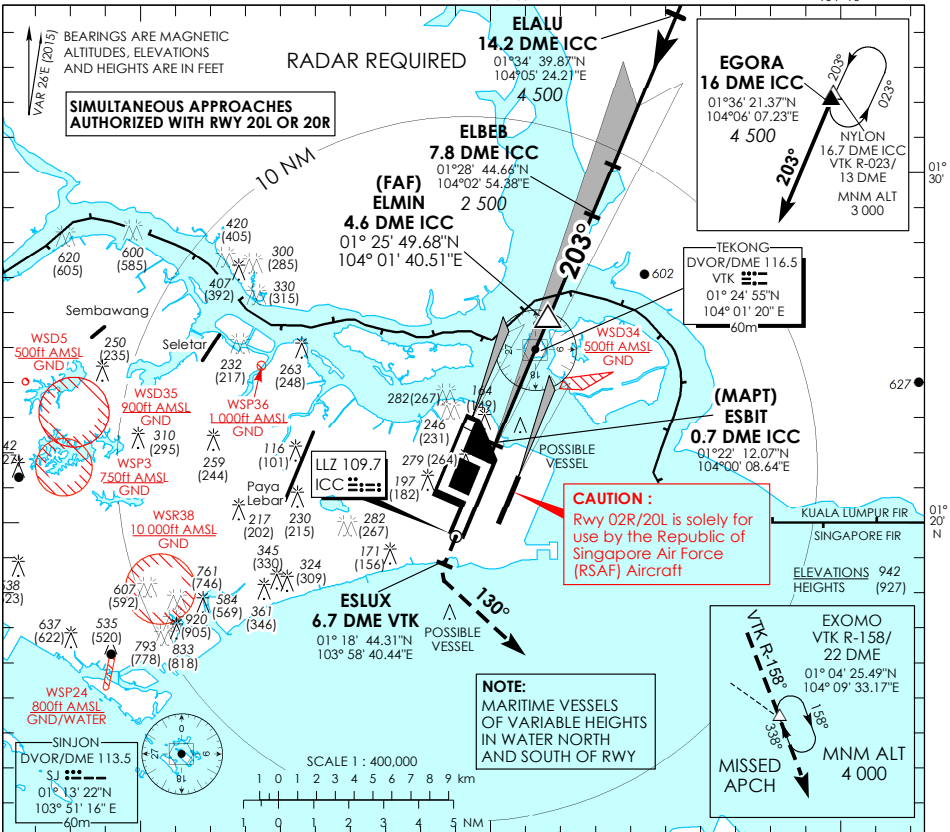 BEARINGS ARE MAGNETIC
ALTITUDES, ELEVATIONS
AND HEIGHTS ARE IN FEET
VAR 26'E (2015)
RADAR REQUIRED
SIMULTANEOUS APPROACHES
AUTHORIZED WITH RWY 20L OR 20R
ELALU
14.2 DME ICC
01°34' 39.87"N
104°05' 24.21"E
4 500
EGORA
16 DME ICC
01°36' 21.37"N
104°06' 07.23"E
4 500
203°
023°
203°
NYLON
16.7 DME ICC
VTK R-023/
13 DME
MNM ALT
3 000
01°
30'
10 NM
ELBEB
7.8 DME ICC
01°28' 44.66"N
104°02' 54.38"E
2 500
(FAF)
ELMIN
4.6 DME ICC
01° 25' 49.68"N
104° 01' 40.51"E
203°
602
TEKONG
DVOR/DME 116.5
VTK
01° 24' 55"N
104° 01' 20" E
60m
620
(605)
600
(585)
420
(405)
300
(285)
407
(392)
330
(315)
Sembawang
Seletar
250
(235)
232
(217)
263
(248)
WSD5
500ft AMSL
GND
WSD35
900ft AMSL
GND
WSP36
1 000ft AMSL
GND
WSP3
750ft AMSL
GND
WSD34
500ft AMSL
GND
27
9
18
627
282(267)
164
(149)
246
(231)
279 (264)
197
(182)
310
(295)
259
(244)
116
(101)
Paya
Lebar
LLZ 109.7
ICC
POSSIBLE
VESSEL
(MAPT)
ESBIT
0.7 DME ICC
01°22' 12.07"N
104°00' 08.64"E
CAUTION :
Rwy 02R/20L is solely for
use by the Republic of
Singapore Air Force
(RSAF) Aircraft
KUALA LUMPUR FIR
SINGAPORE FIR
01°
20'
N
ELEVATIONS 942
HEIGHTS (927)
WSR38
10 000ft AMSL
GND
217
(202)
230
(215)
282
(267)
171
(156)
345
(330)
324
(309)
361
(346)
761
(746)
584
(569)
607
(592)
920
(905)
793
(778)
833
(818)
637
(622)
535
(520)
WSP24
800ft AMSL
GND/WATER
ESLUX
6.7 DME VTK
01° 18' 44.31"N
103° 58' 40.44"E
130°
POSSIBLE
VESSEL
NOTE:
MARITIME VESSELS
OF VARIABLE HEIGHTS
IN WATER NORTH
AND SOUTH OF RWY
VTK R-158°
EXOMO
VTK R-158/
22 DME
01° 04' 25.49"N
104° 09' 33.17"E
158°
338°
MISSED
APCH
MNM ALT
4 000
SINJON
DVOR/DME 113.5
SJ
01° 13' 22"N
103° 51' 16" E
60m
0
27
9
18
SCALE 1 : 400,000
1 0 1 2 3 4 5 6 7 8 9 km
1 0 1 2 3 4 5 NM